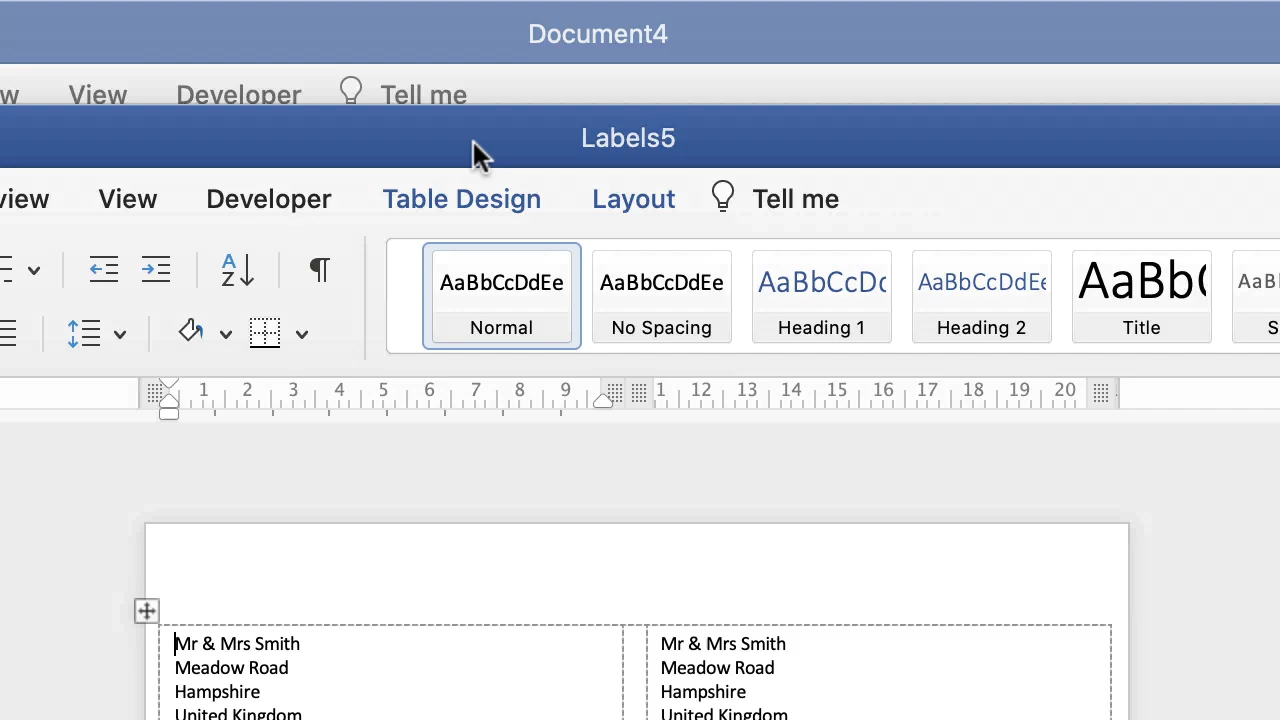 Document4
w View Developer Tell me
Labels5
view View Developer Table Design Layout Tell me
A
Z
¶
AaBbCcDdEe AaBbCcDdEe AaBbCcDc AaBbCcDdEe AaBb( AaB
Normal No Spacing Heading 1 Heading 2 Title S
1 2 3 4 5 6 7 8 9 1 12 13 14 15 16 17 18 19 20
Mr & Mrs Smith Mr & Mrs Smith
Meadow Road Meadow Road
Hampshire Hampshire
United Kingdom United Kingdom